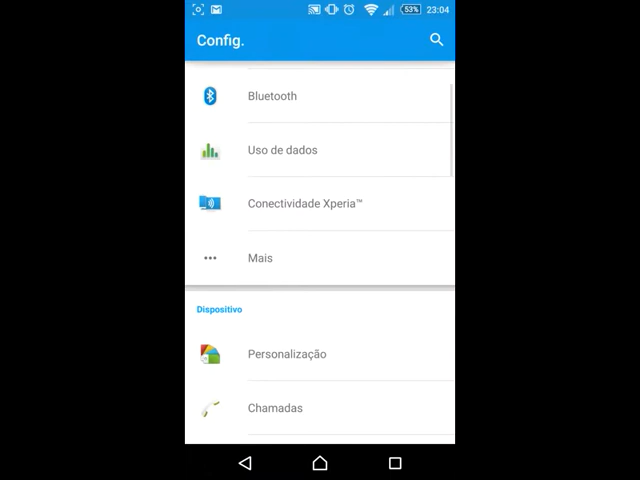 53%
23:04
Config.
Bluetooth
Uso de dados
Conectividade Xperia™
Mais
Dispositivo
Personalização
Chamadas